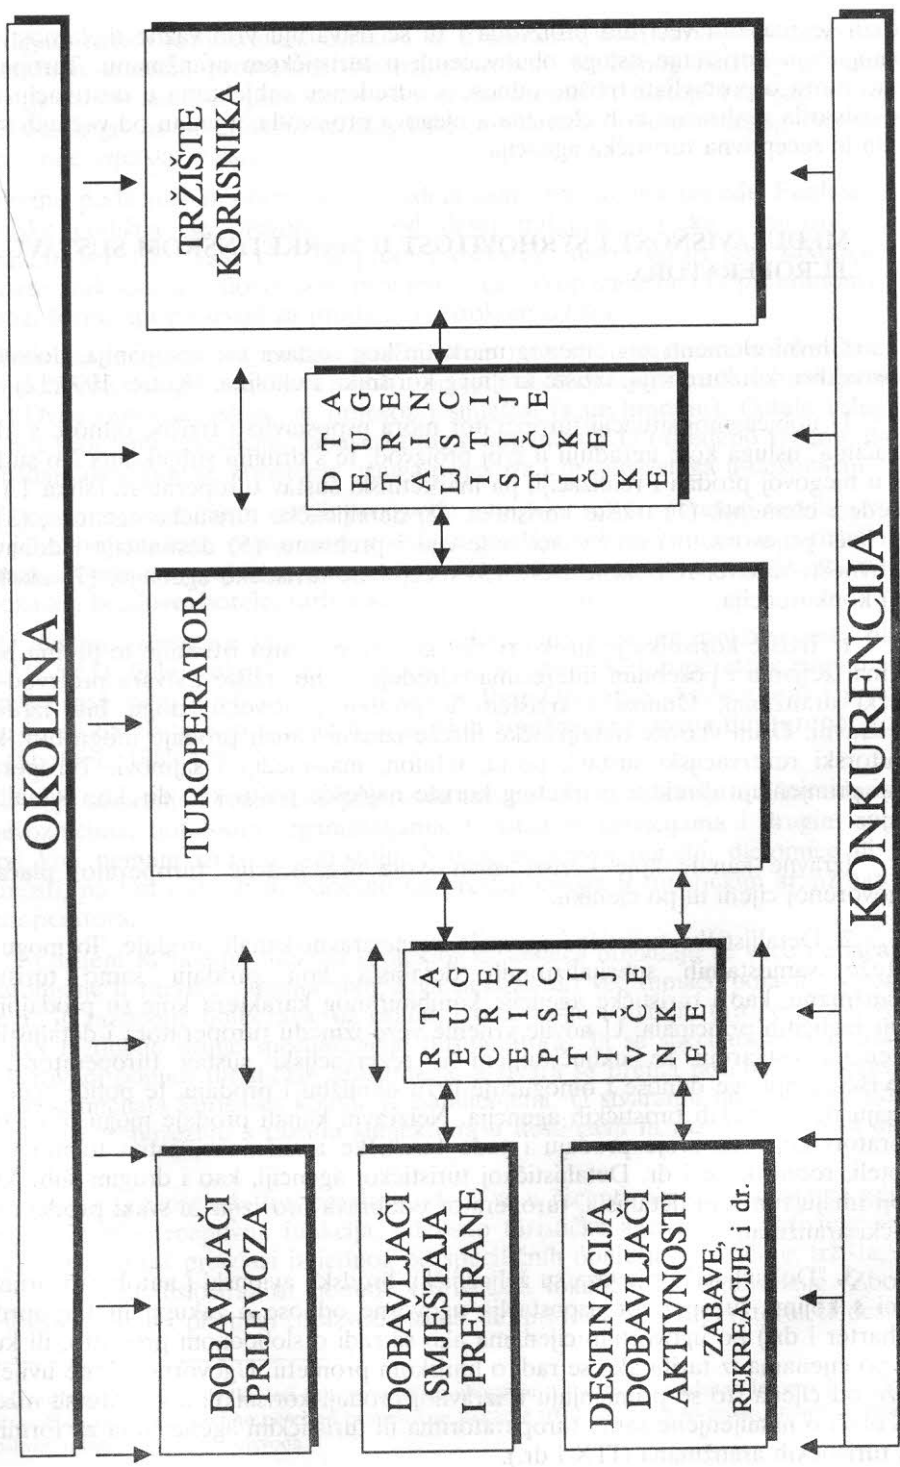 OKOLINA
DOBAVLJAČI
PRIJEVOZA
DOBAVLJAČI
SMJEŠTAJA
I PREHRANE
DESTINACIJA I
DOBAVLJAČI
AKTIVNOSTI
ZABAVE,
REKREACIJE i dr.
RECEPTIVNE
TURISTIČKE
AGENCIJE
TUROPERATOR
DETALISTIČKE
TURISTIČKE
AGENCIJE
TRŽIŠTE
KORISNIKA
KONKURENCIJA